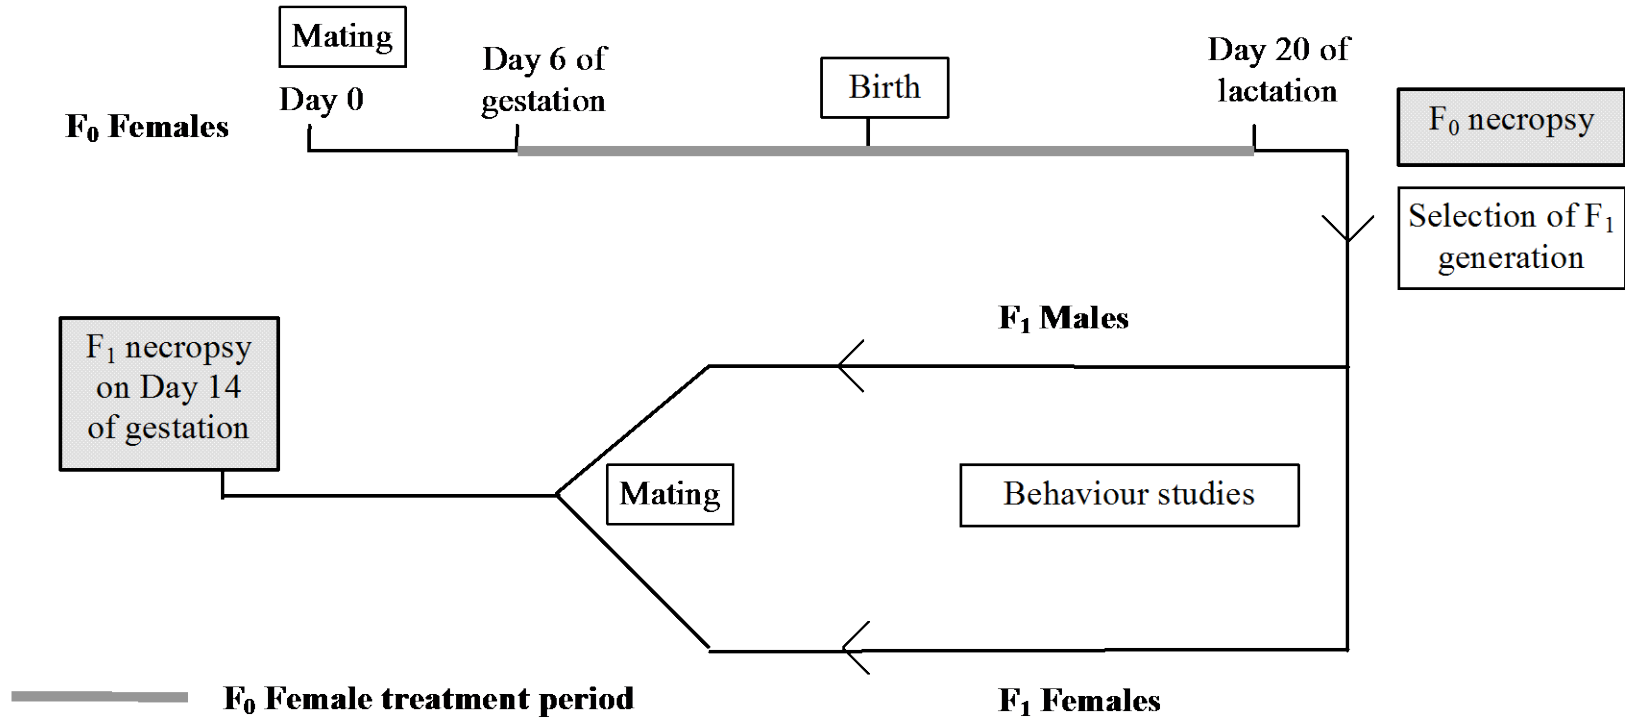 Mating
Day 0
Day 6 of
gestation
Birth
Day 20 of
lactation
F₀ Females
F₀ necropsy
Selection of F₁
generation
F₁ Males
F₁ necropsy
on Day 14
of gestation
Mating
Behaviour studies
F₀ Female treatment period
F₁ Females